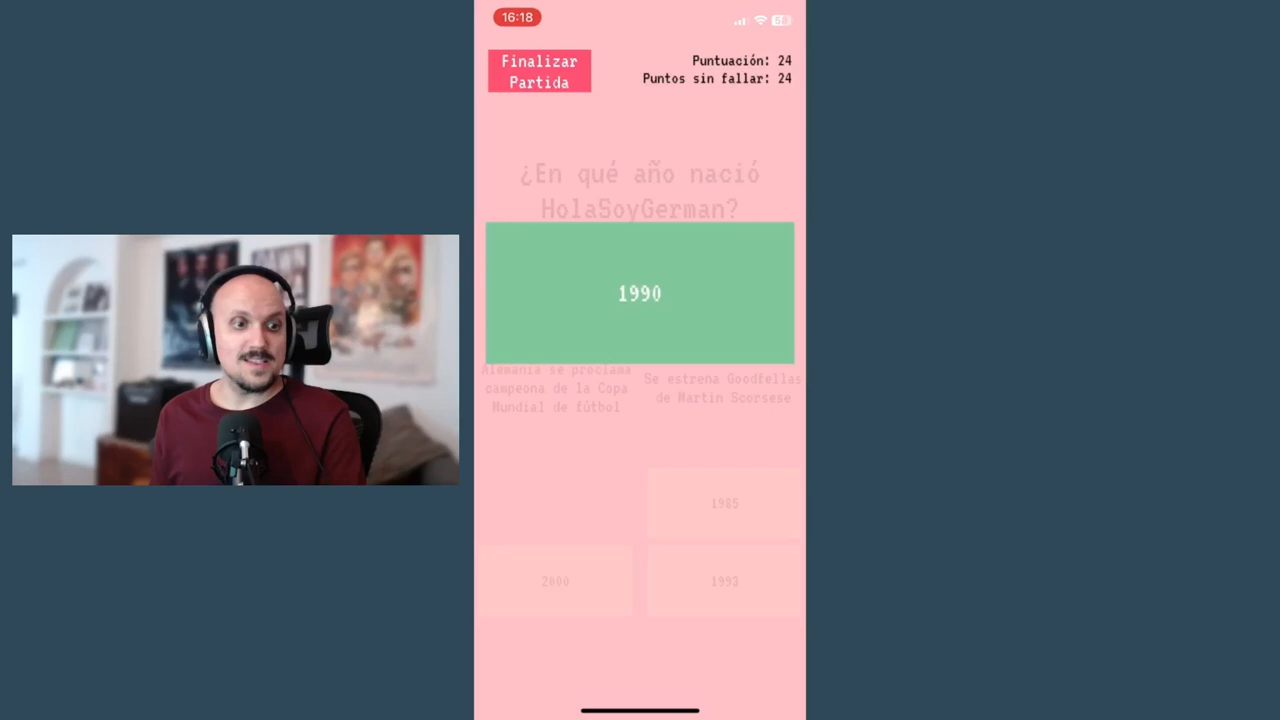 16:18
58
Finalizar
Partida
Puntuación: 24
Puntos sin fallar: 24
¿En qué año nació
HolaSoyGerman?
1990
Alemania se proclama
campeona de la Copa
Mundial de fútbol
Se estrena Goodfellas
de Martin Scorsese
1985
2000
1993